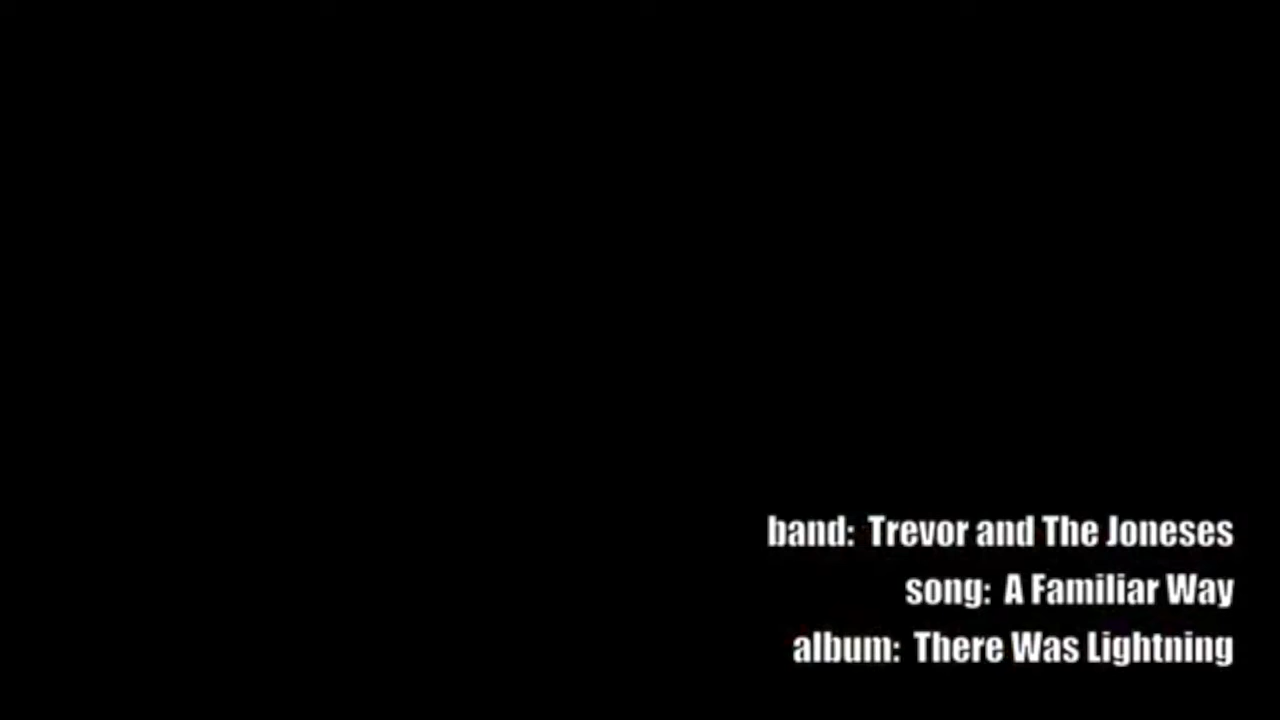 band: Trevor and The Joneses
song: A Familiar Way
album: There Was Lightning